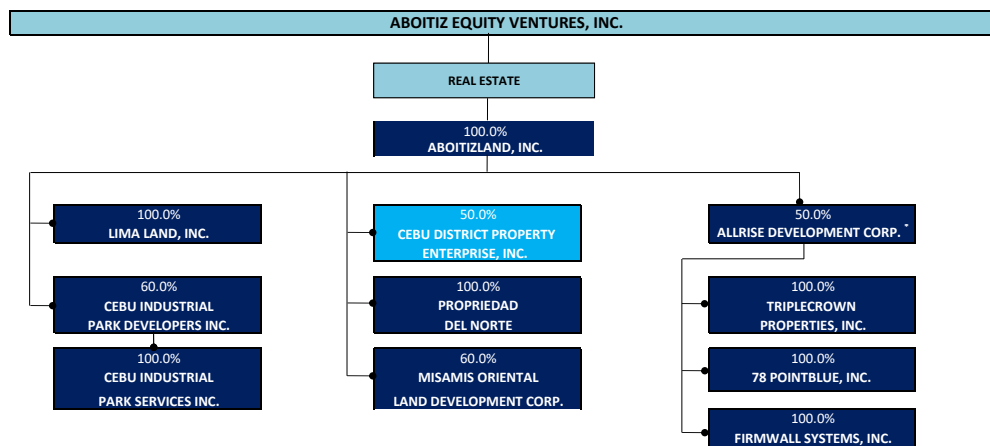 ABOITIZ EQUITY VENTURES, INC.
REAL ESTATE
100.0%
ABOITIZLAND, INC.
100.0%
LIMA LAND, INC.
60.0%
CEBU INDUSTRIAL
PARK DEVELOPERS INC.
100.0%
CEBU INDUSTRIAL
PARK SERVICES INC.
50.0%
CEBU DISTRICT PROPERTY
ENTERPRISE, INC.
100.0%
PROPRIEDAD
DEL NORTE
60.0%
MISAMIS ORIENTAL
LAND DEVELOPMENT CORP.
50.0%
ALLRISE DEVELOPMENT CORP. *
100.0%
TRIPLECROWN
PROPERTIES, INC.
100.0%
78 POINTBLUE, INC.
100.0%
FIRMWALL SYSTEMS, INC.